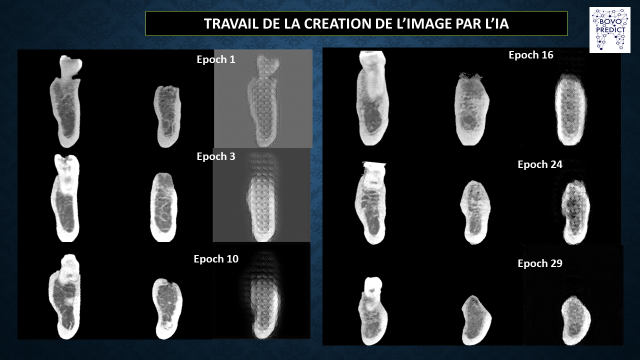 TRAVAIL DE LA CREATION DE L'IMAGE PAR L'IA
BOVO
PREDICT
Epoch 1
Epoch 3
Epoch 10
Epoch 16
Epoch 24
Epoch 29